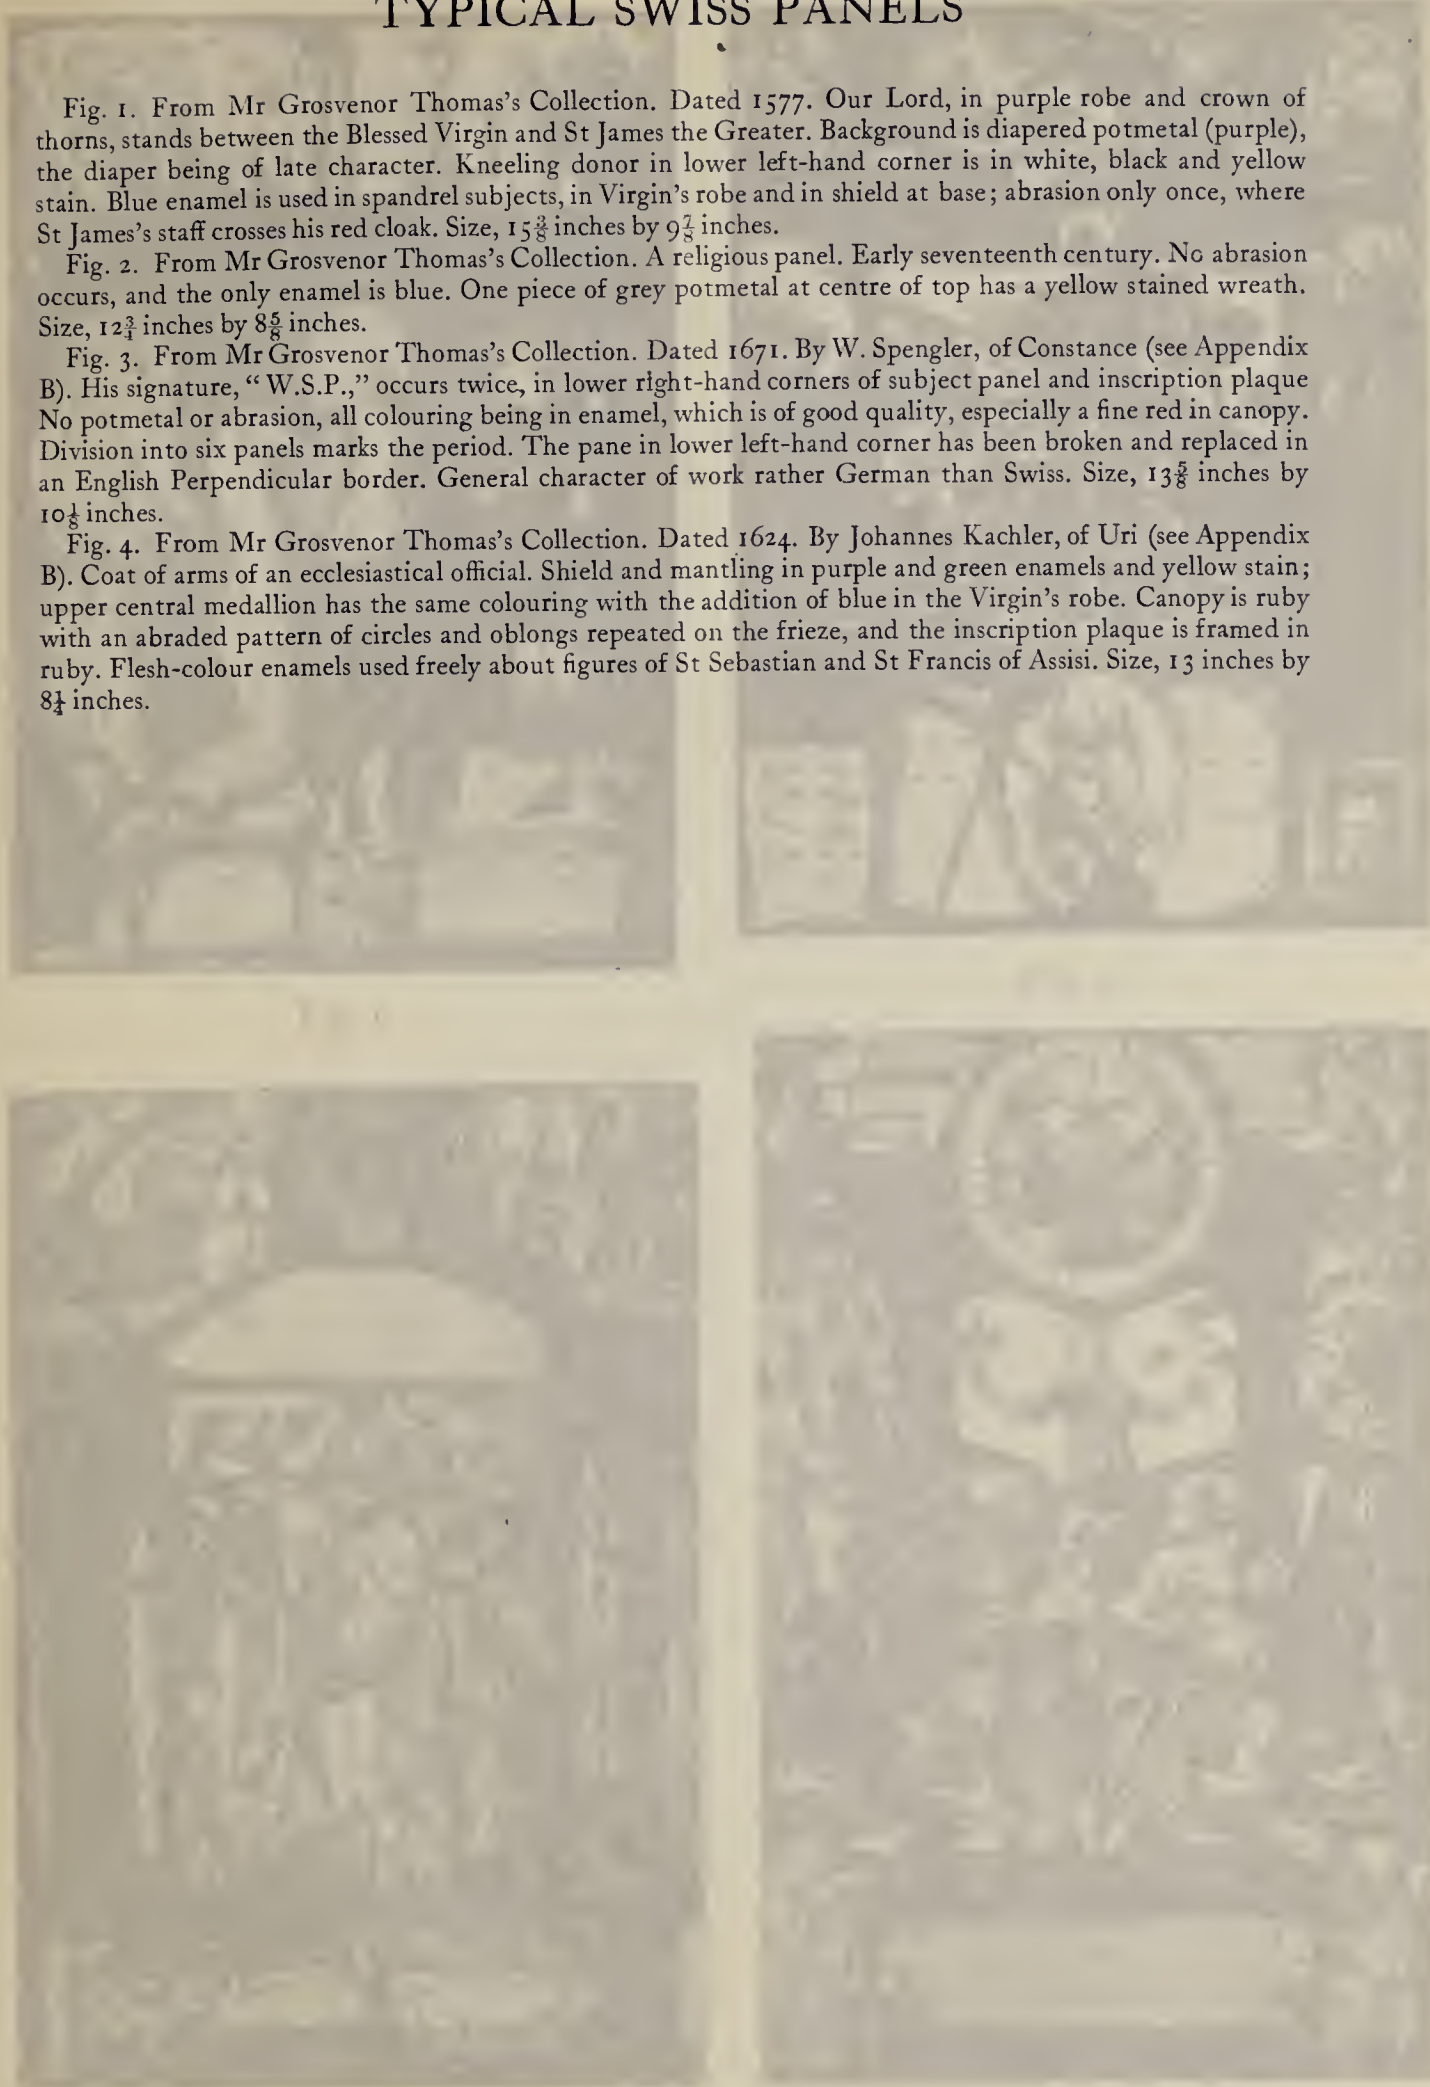 TYPICAL SWISS PANELS
Fig. 1. From Mr Grosvenor Thomas's Collection. Dated 1577. Our Lord, in purple robe and crown of
thorns, stands between the Blessed Virgin and St James the Greater. Background is diapered potmetal (purple),
the diaper being of late character. Kneeling donor in lower left-hand corner is in white, black and yellow
stain. Blue enamel is used in spandrel subjects, in Virgin's robe and in shield at base; abrasion only once, where
St James's staff crosses his red cloak. Size, 15⅜ inches by 9⅞ inches.
Fig. 2. From Mr Grosvenor Thomas's Collection. A religious panel. Early seventeenth century. No abrasion
occurs, and the only enamel is blue. One piece of grey potmetal at centre of top has a yellow stained wreath.
Size, 12¾ inches by 8⅝ inches.
Fig. 3. From Mr Grosvenor Thomas's Collection. Dated 1671. By W. Spengler, of Constance (see Appendix
B). His signature, “W.S.P.,” occurs twice, in lower right-hand corners of subject panel and inscription plaque
No potmetal or abrasion, all colouring being in enamel, which is of good quality, especially a fine red in canopy.
Division into six panels marks the period. The pane in lower left-hand corner has been broken and replaced in
an English Perpendicular border. General character of work rather German than Swiss. Size, 13⅝ inches by
10⅛ inches.
Fig. 4. From Mr Grosvenor Thomas's Collection. Dated 1624. By Johannes Kachler, of Uri (see Appendix
B). Coat of arms of an ecclesiastical official. Shield and mantling in purple and green enamels and yellow stain;
upper central medallion has the same colouring with the addition of blue in the Virgin's robe. Canopy is ruby
with an abraded pattern of circles and oblongs repeated on the frieze, and the inscription plaque is framed in
ruby. Flesh-colour enamels used freely about figures of St Sebastian and St Francis of Assisi. Size, 13 inches by
8¼ inches.